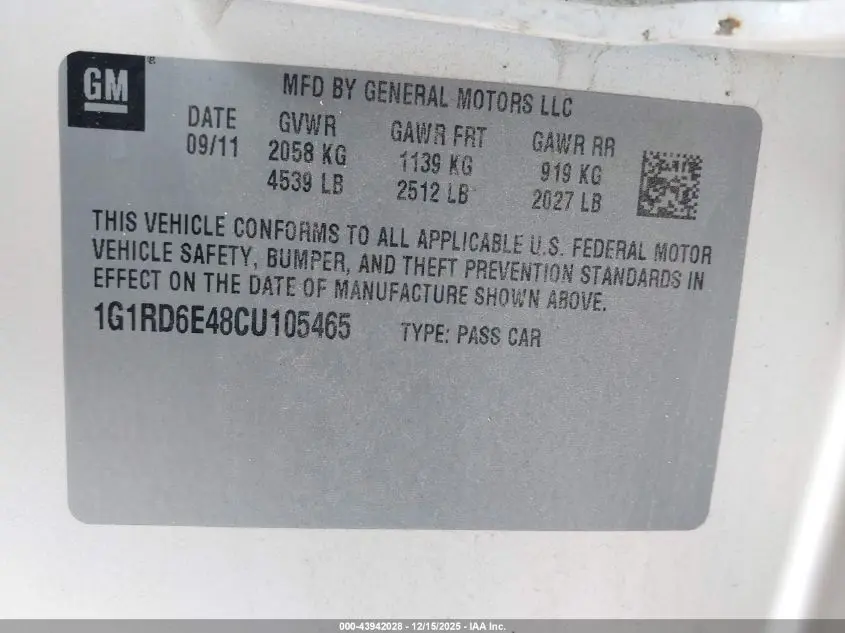 GM
MFD BY GENERAL MOTORS LLC
DATE GVWR GAWR FRT GAWR RR
09/11 2058 KG 1139 KG 919 KG
4539 LB 2512 LB 2027 LB
THIS VEHICLE CONFORMS TO ALL APPLICABLE U.S. FEDERAL MOTOR
VEHICLE SAFETY, BUMPER, AND THEFT PREVENTION STANDARDS IN
EFFECT ON THE DATE OF MANUFACTURE SHOWN ABOVE.
1G1RD6E48CU105465 TYPE: PASS CAR
000-43942028 - 12/15/2025 - IAA Inc.